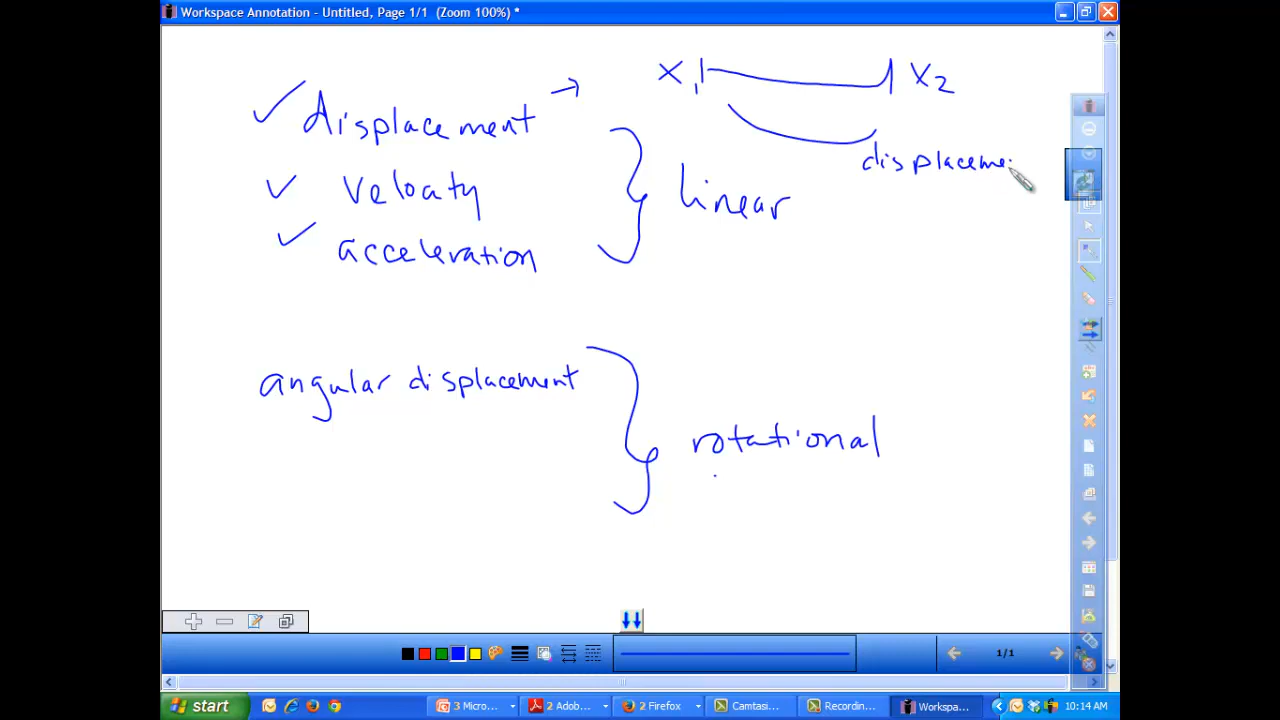 Workspace Annotation - Untitled, Page 1/1 (Zoom 100%) *
x1 x2
displacement →
displaceme
velocity
linear
acceleration
angular displacement
rotational
1/1
start
3 Micro...
2 Adob...
2 Firefox
Camtasi...
Recordin...
Workspa...
10:14 AM